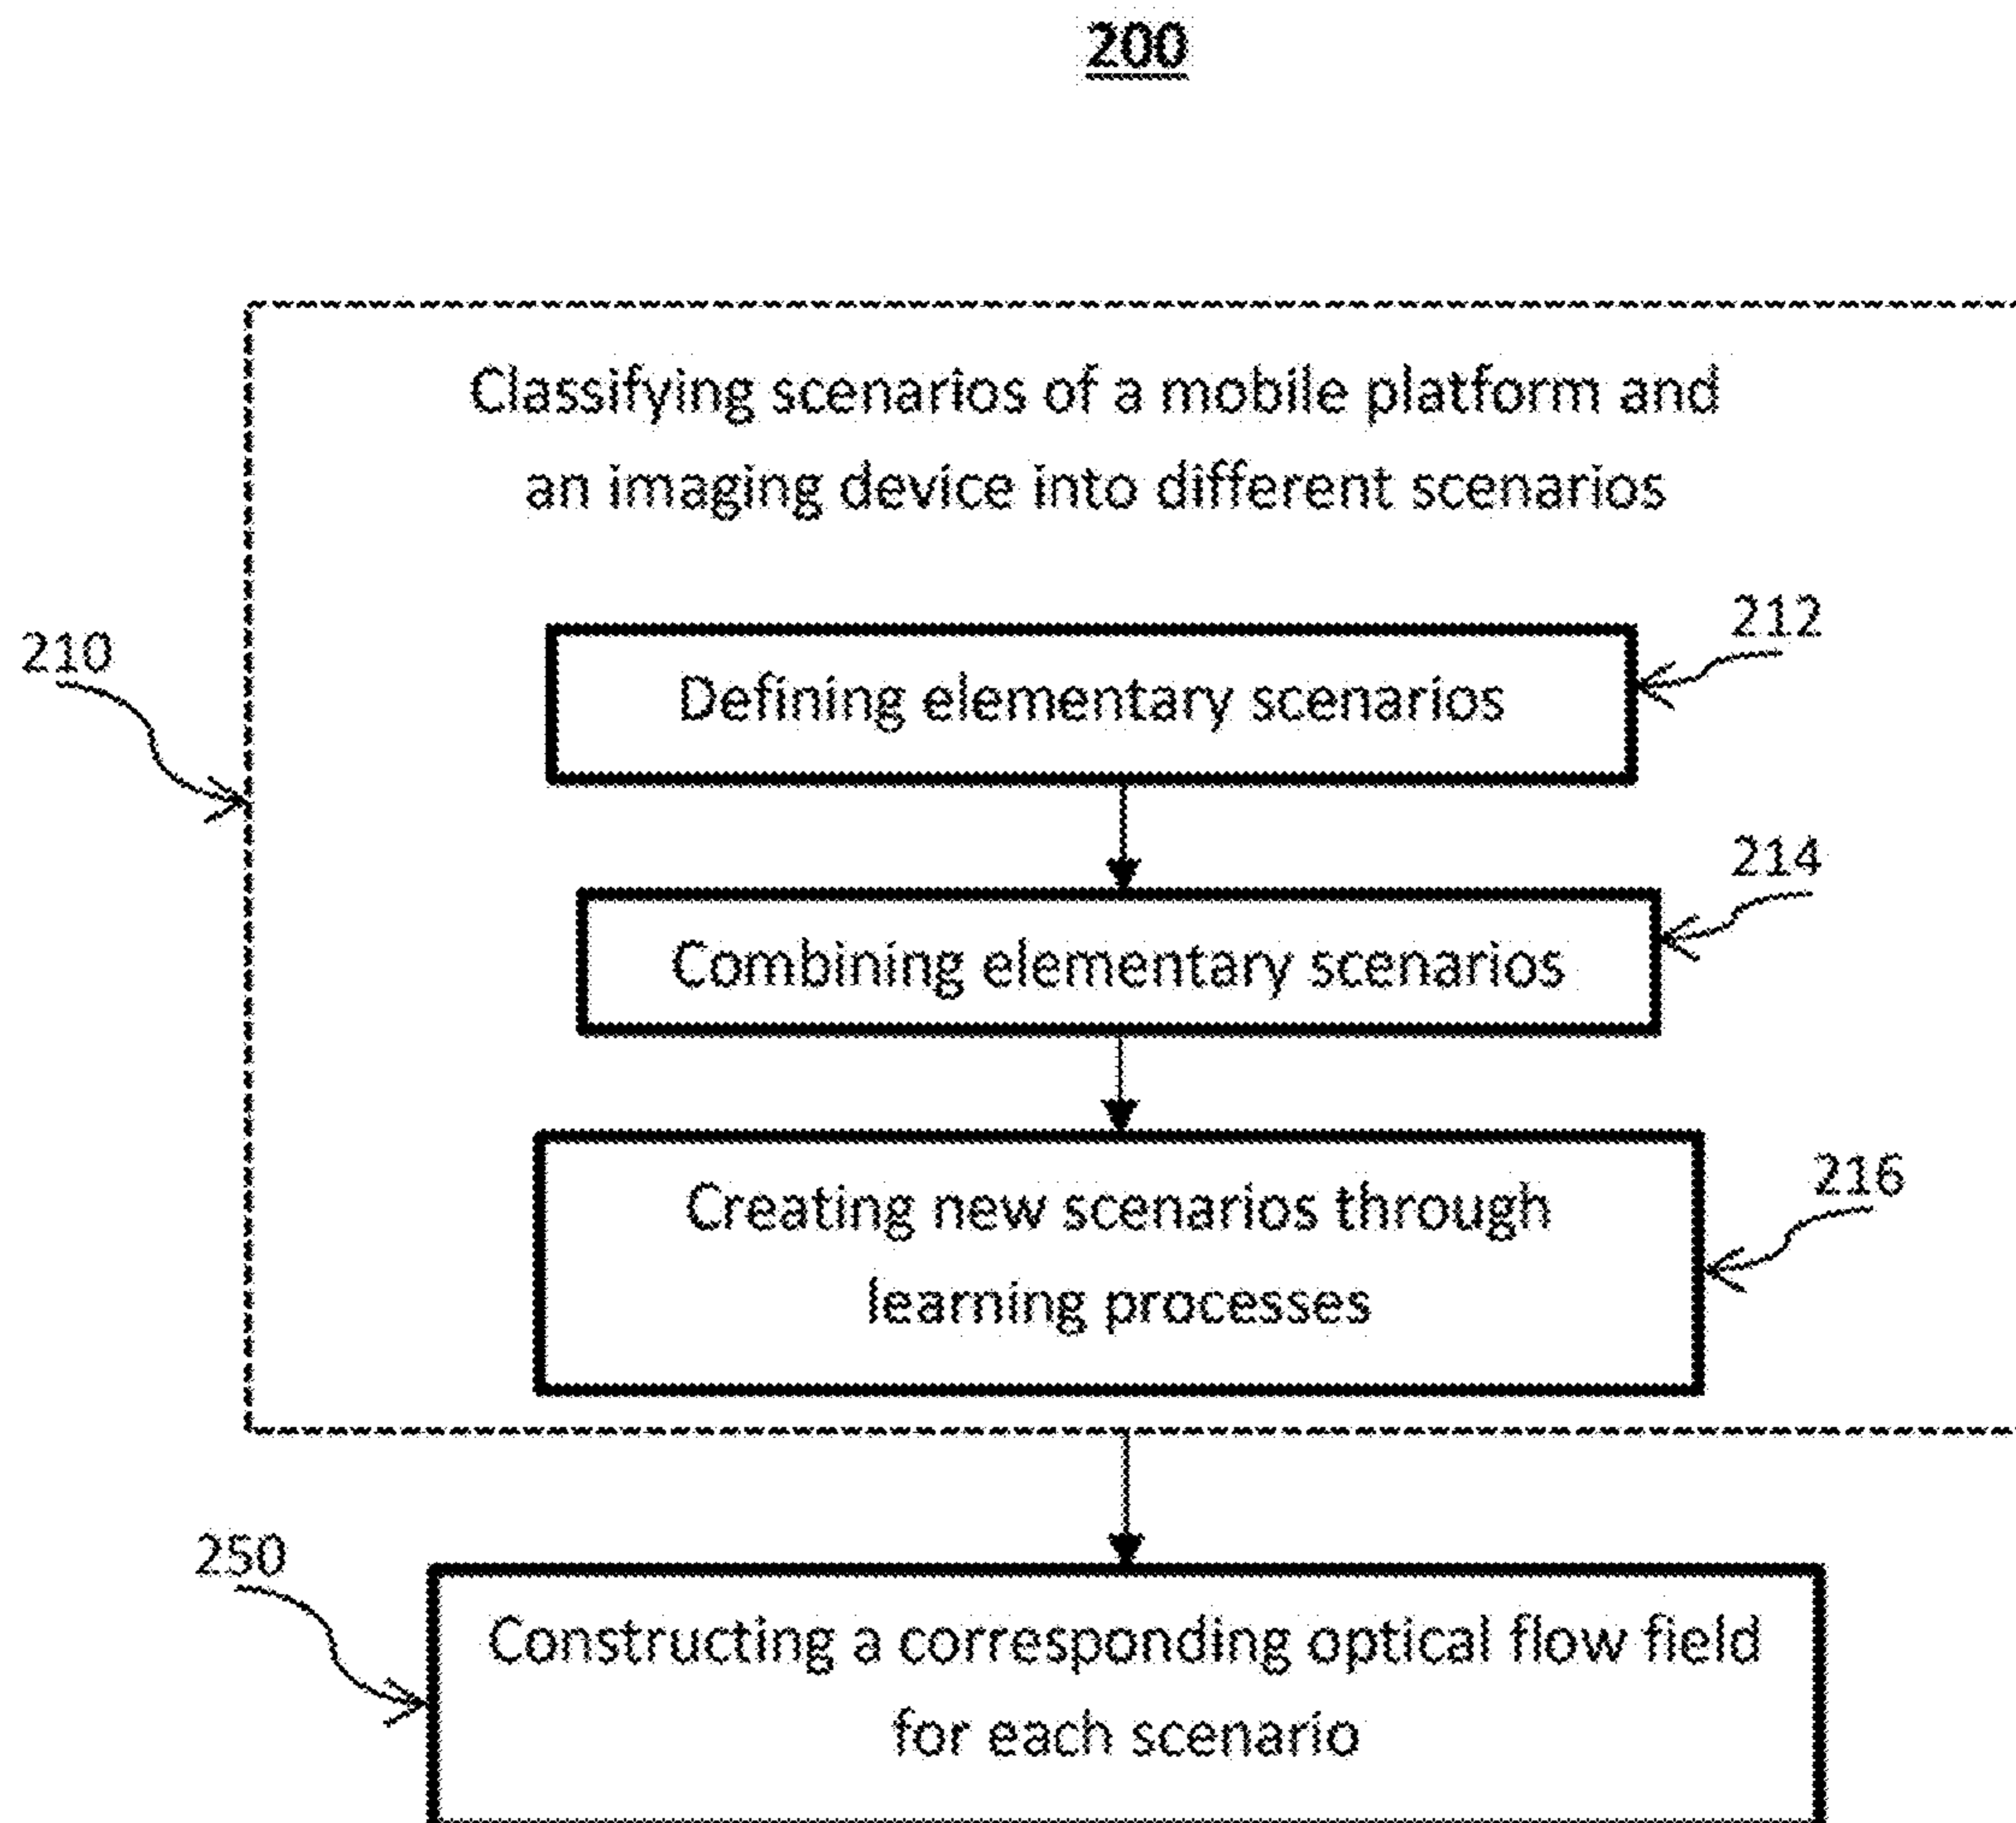 200
Classifying scenarios of a mobile platform and
an imaging device into different scenarios
212
210
Defining elementary scenarios
214
Combining elementary scenarios
216
Creating new scenarios through
learning processes
250
Constructing a corresponding optical flow field
for each scenario